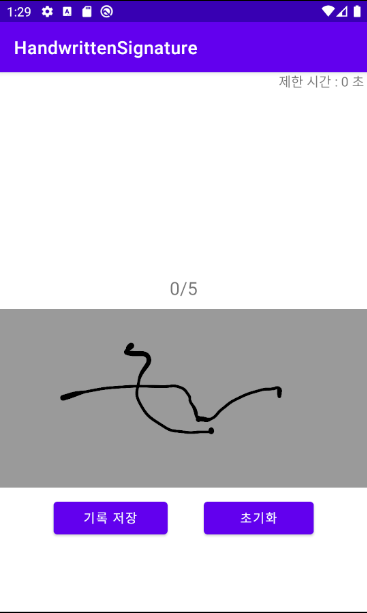 1:29
HandwrittenSignature
제한 시간 : 0 초
0/5
기록 저장 초기화